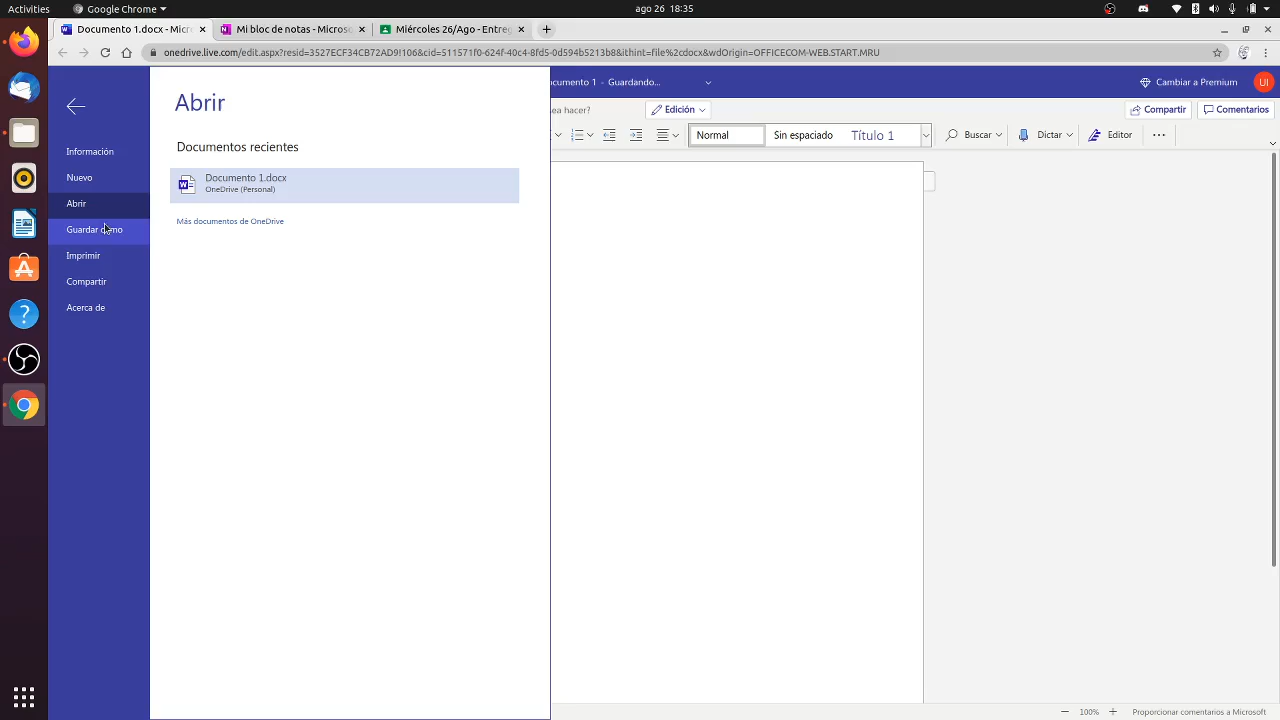 Activities
Google Chrome
ago 26 18:35
Documento 1.docx - Micr
Mi bloc de notas - Microso
Miércoles 26/Ago - Entreg
onedrive.live.com/edit.aspx?resid=3527ECF34CB72AD9!106&cid=511571f0-624f-40c4-8fd5-0d594b5213b8&ithint=file%2cdocx&wdOrigin=OFFICECOM-WEB.START.MRU
ocumento 1 - Guardando...
Cambiar a Premium
UI
ea hacer?
Edición
Compartir
Comentarios
Normal
Sin espaciado
Título 1
Buscar
Dictar
Editor
Abrir
Información
Nuevo
Abrir
Guardar como
Imprimir
Compartir
Acerca de
Documentos recientes
Documento 1.docx
OneDrive (Personal)
Más documentos de OneDrive
100%
Proporcionar comentarios a Microsoft